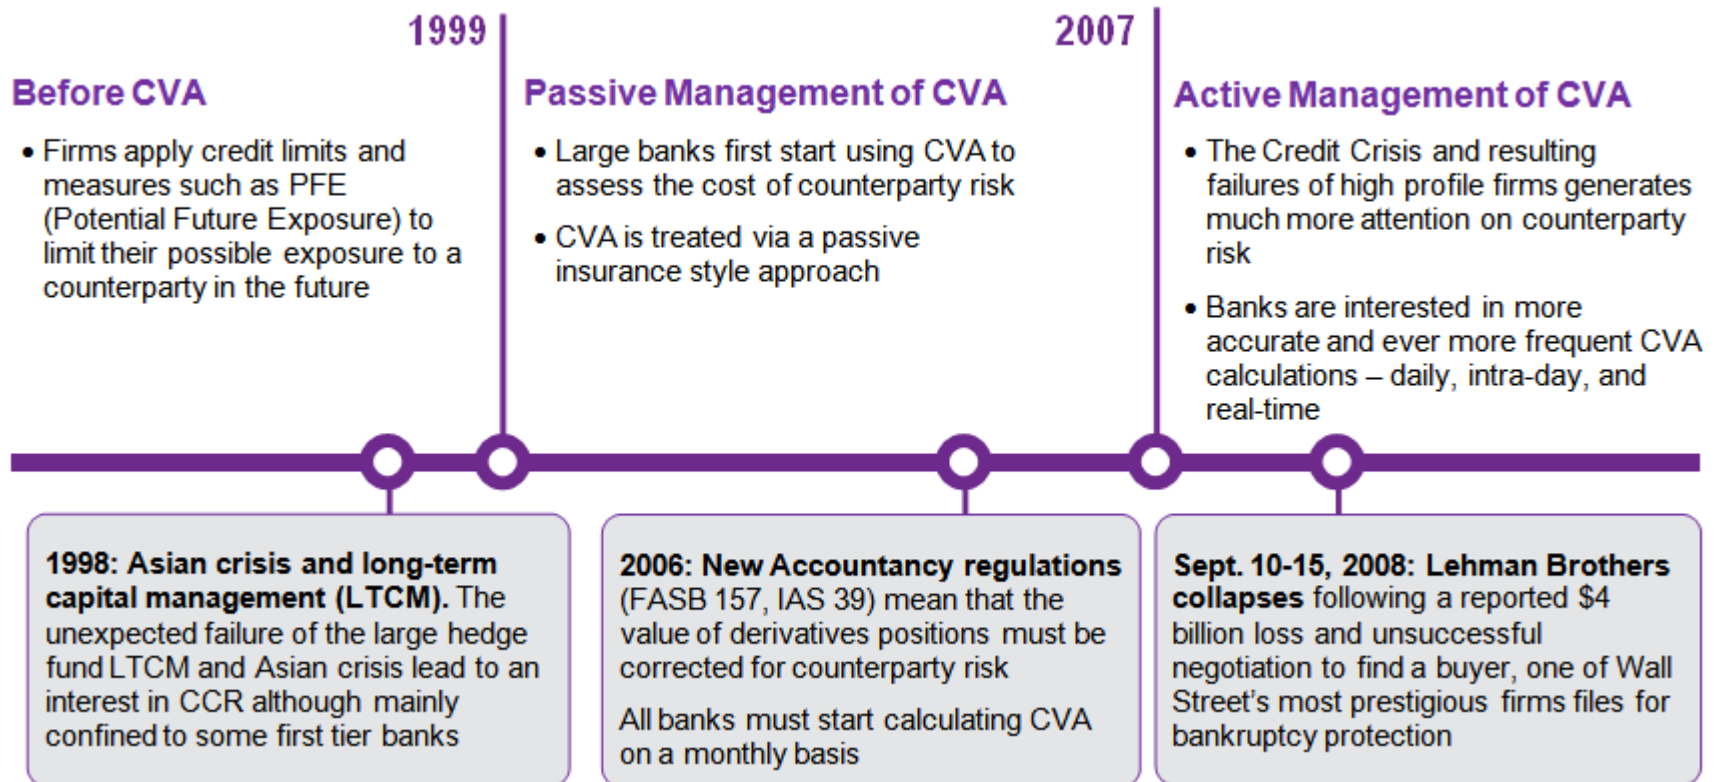 1999
2007
Before CVA
• Firms apply credit limits and
measures such as PFE
(Potential Future Exposure) to
limit their possible exposure to a
counterparty in the future
Passive Management of CVA
• Large banks first start using CVA to
assess the cost of counterparty risk
• CVA is treated via a passive
insurance style approach
Active Management of CVA
• The Credit Crisis and resulting
failures of high profile firms generates
much more attention on counterparty
risk
• Banks are interested in more
accurate and ever more frequent CVA
calculations – daily, intra-day, and
real-time
1998: Asian crisis and long-term
capital management (LTCM). The
unexpected failure of the large hedge
fund LTCM and Asian crisis lead to an
interest in CCR although mainly
confined to some first tier banks
2006: New Accountancy regulations
(FASB 157, IAS 39) mean that the
value of derivatives positions must be
corrected for counterparty risk
All banks must start calculating CVA
on a monthly basis
Sept. 10-15, 2008: Lehman Brothers
collapses following a reported $4
billion loss and unsuccessful
negotiation to find a buyer, one of Wall
Street's most prestigious firms files for
bankruptcy protection